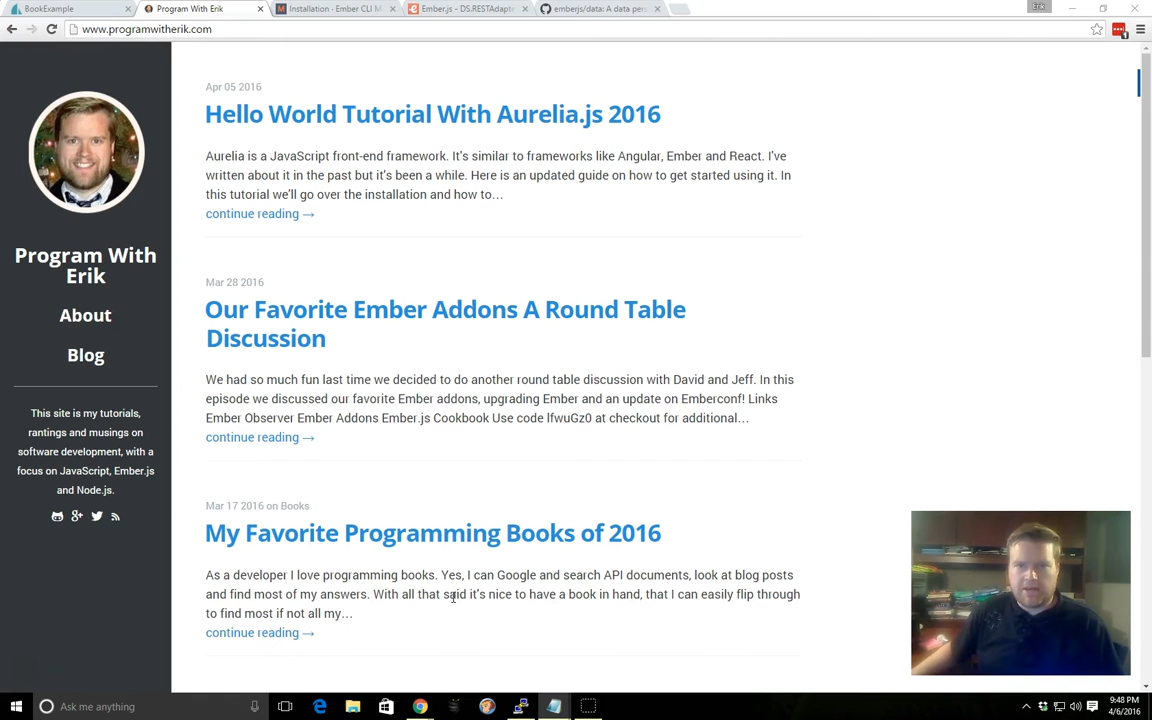 BookExample
Program With Erik
Installation - Ember CLI M
Ember.js - DS.RESTAdapte
emberjs/data: A data pers
Erik
www.programwitherik.com
Program With
Erik
About
Blog
This site is my tutorials,
rantings and musings on
software development, with a
focus on JavaScript, Ember.js
and Node.js.
Apr 05 2016
Hello World Tutorial With Aurelia.js 2016
Aurelia is a JavaScript front-end framework. It's similar to frameworks like Angular, Ember and React. I've
written about it in the past but it's been a while. Here is an updated guide on how to get started using it. In
this tutorial we'll go over the installation and how to…
continue reading →
Mar 28 2016
Our Favorite Ember Addons A Round Table
Discussion
We had so much fun last time we decided to do another round table discussion with David and Jeff. In this
episode we discussed our favorite Ember addons, upgrading Ember and an update on Emberconf! Links
Ember Observer Ember Addons Ember.js Cookbook Use code lfwuGz0 at checkout for additional…
continue reading →
Mar 17 2016 on Books
My Favorite Programming Books of 2016
As a developer I love programming books. Yes, I can Google and search API documents, look at blog posts
and find most of my answers. With all that said it's nice to have a book in hand, that I can easily flip through
to find most if not all my…
continue reading →
Ask me anything
9:48 PM
4/6/2016